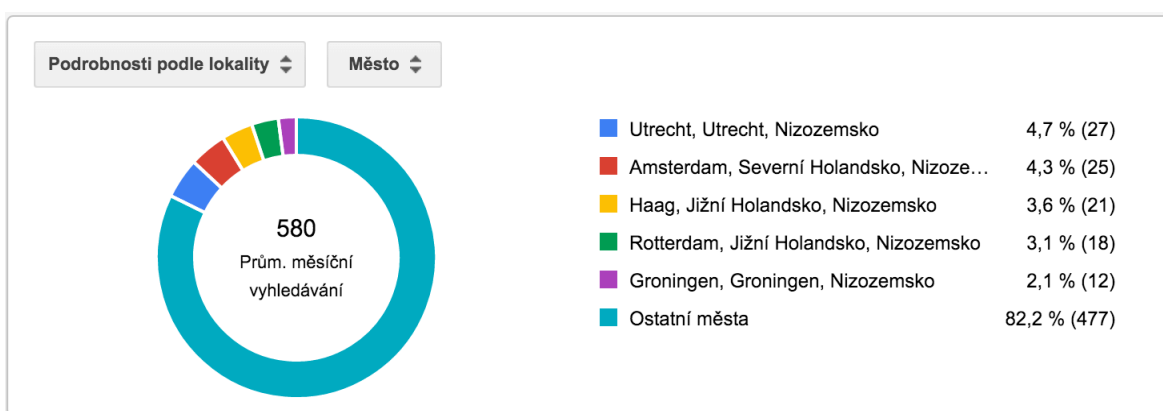 Podrobnosti podle lokality
Město
580
Prům. měsíční
vyhledávání
Utrecht, Utrecht, Nizozemsko 4,7 % (27)
Amsterdam, Severní Holandsko, Nizoze… 4,3 % (25)
Haag, Jižní Holandsko, Nizozemsko 3,6 % (21)
Rotterdam, Jižní Holandsko, Nizozemsko 3,1 % (18)
Groningen, Groningen, Nizozemsko 2,1 % (12)
Ostatní města 82,2 % (477)